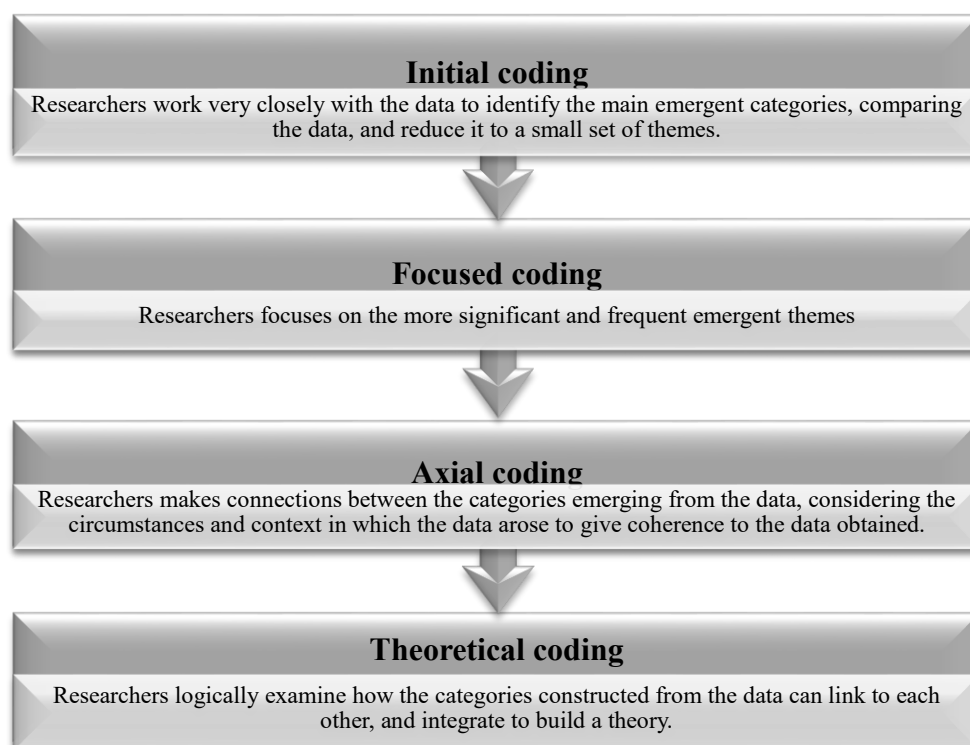 Initial coding
Researchers work very closely with the data to identify the main emergent categories, comparing
the data, and reduce it to a small set of themes.
Focused coding
Researchers focuses on the more significant and frequent emergent themes
Axial coding
Researchers makes connections between the categories emerging from the data, considering the
circumstances and context in which the data arose to give coherence to the data obtained.
Theoretical coding
Researchers logically examine how the categories constructed from the data can link to each
other, and integrate to build a theory.